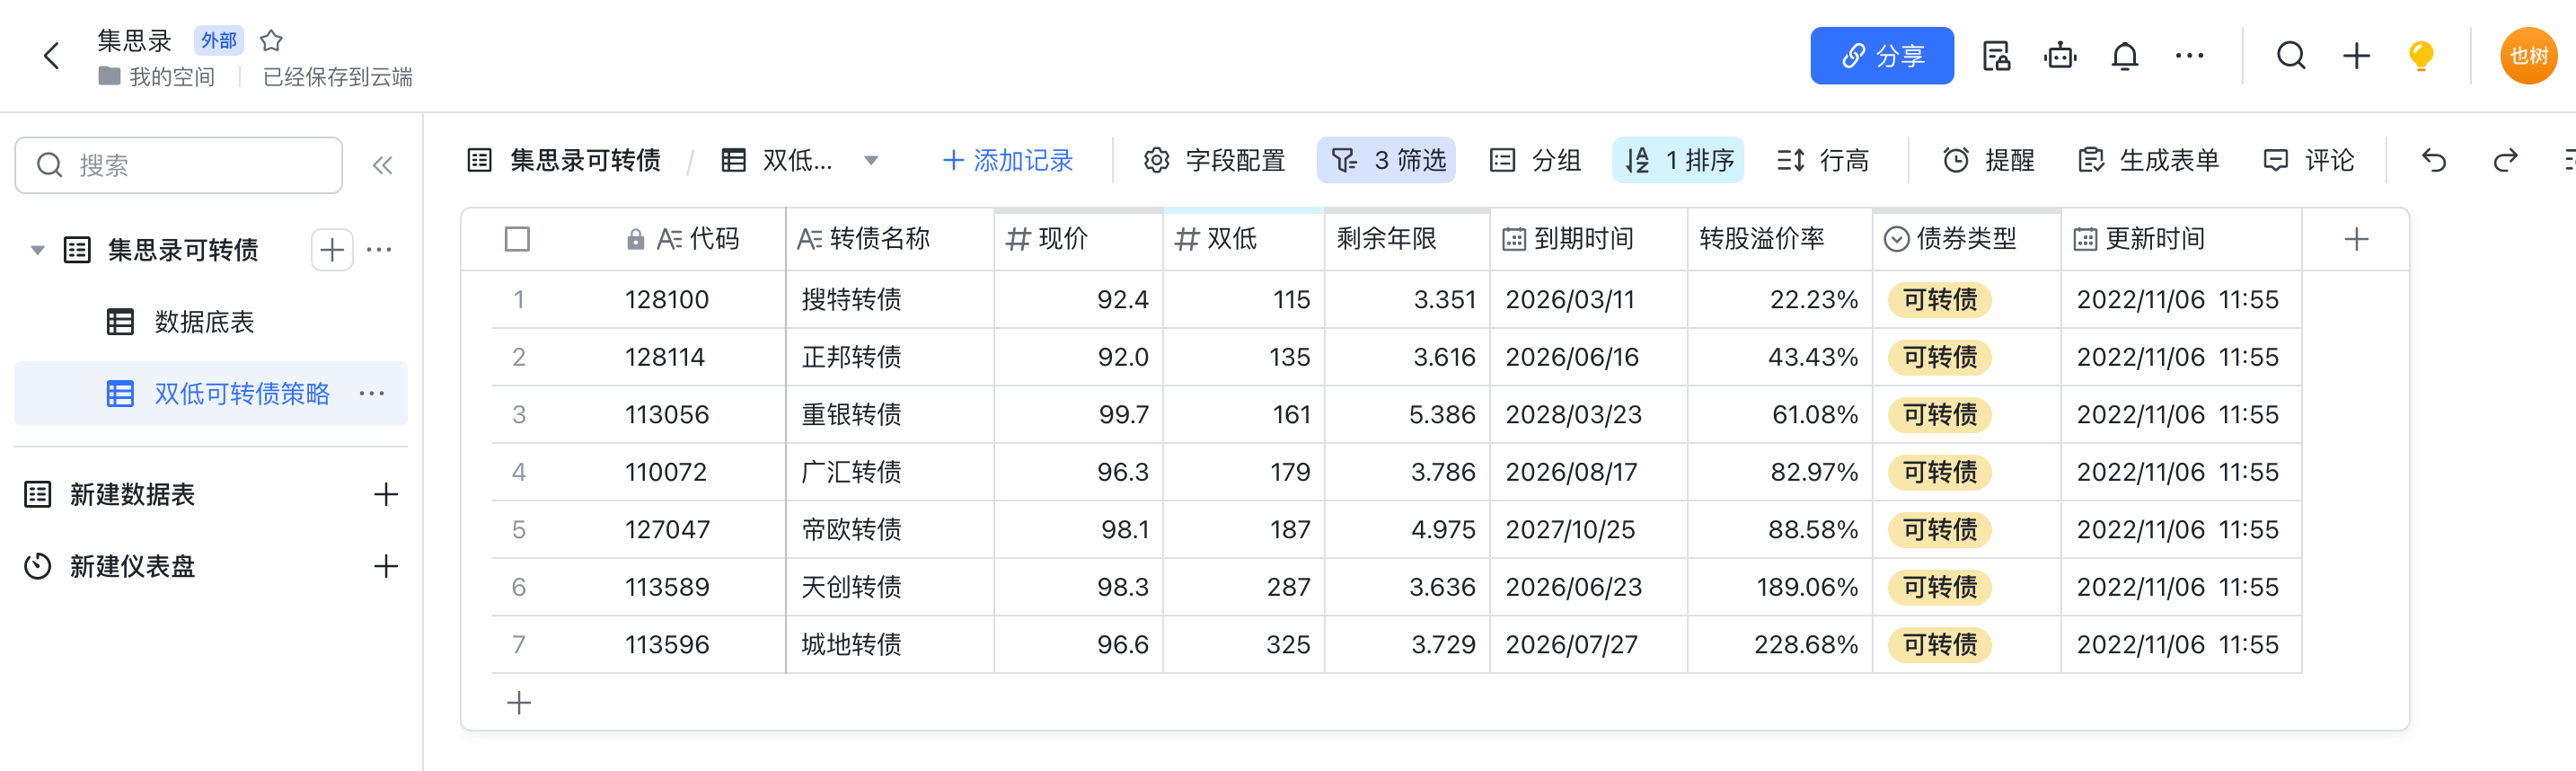 集思录 外部
我的空间 已经保存到云端
分享
也树
搜索
集思录可转债
数据底表
双低可转债策略
新建数据表
新建仪表盘
集思录可转债 / 双低... 添加记录 字段配置 3 筛选 分组 1 排序 行高 提醒 生成表单 评论
代码 转债名称 现价 双低 剩余年限 到期时间 转股溢价率 债券类型 更新时间
1 128100 搜特转债 92.4 115 3.351 2026/03/11 22.23% 可转债 2022/11/06 11:55
2 128114 正邦转债 92.0 135 3.616 2026/06/16 43.43% 可转债 2022/11/06 11:55
3 113056 重银转债 99.7 161 5.386 2028/03/23 61.08% 可转债 2022/11/06 11:55
4 110072 广汇转债 96.3 179 3.786 2026/08/17 82.97% 可转债 2022/11/06 11:55
5 127047 帝欧转债 98.1 187 4.975 2027/10/25 88.58% 可转债 2022/11/06 11:55
6 113589 天创转债 98.3 287 3.636 2026/06/23 189.06% 可转债 2022/11/06 11:55
7 113596 城地转债 96.6 325 3.729 2026/07/27 228.68% 可转债 2022/11/06 11:55